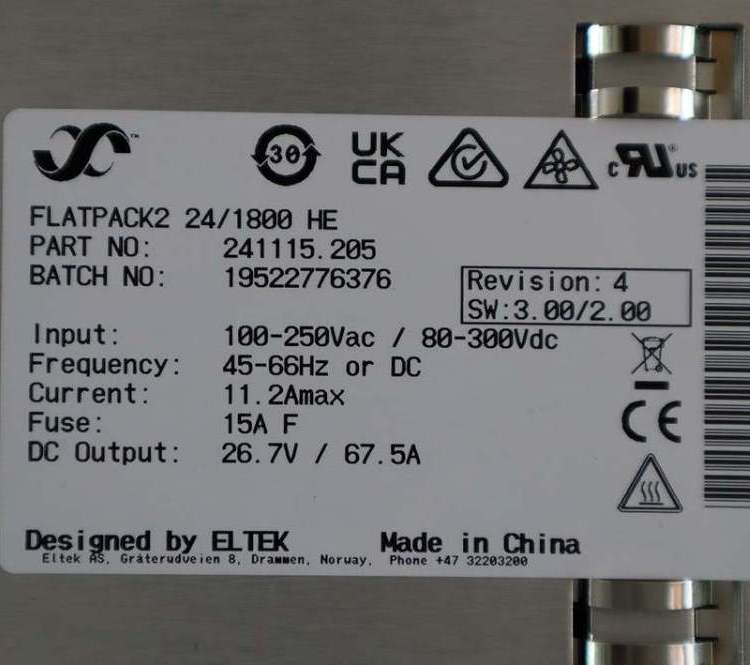 30
UK
CA
c RU ® US
FLATPACK2 24/1800 HE
PART NO: 241115.205
BATCH NO: 19522776376
Revision: 4
SW:3.00/2.00
Input: 100-250Vac / 80-300Vdc
Frequency: 45-66Hz or DC
Current: 11.2Amax
Fuse: 15A F
DC Output: 26.7V / 67.5A
CE
Designed by ELTEK Made in China
Eltek AS, Gråterudveien 8, Drammen, Norway, Phone +47 32203200